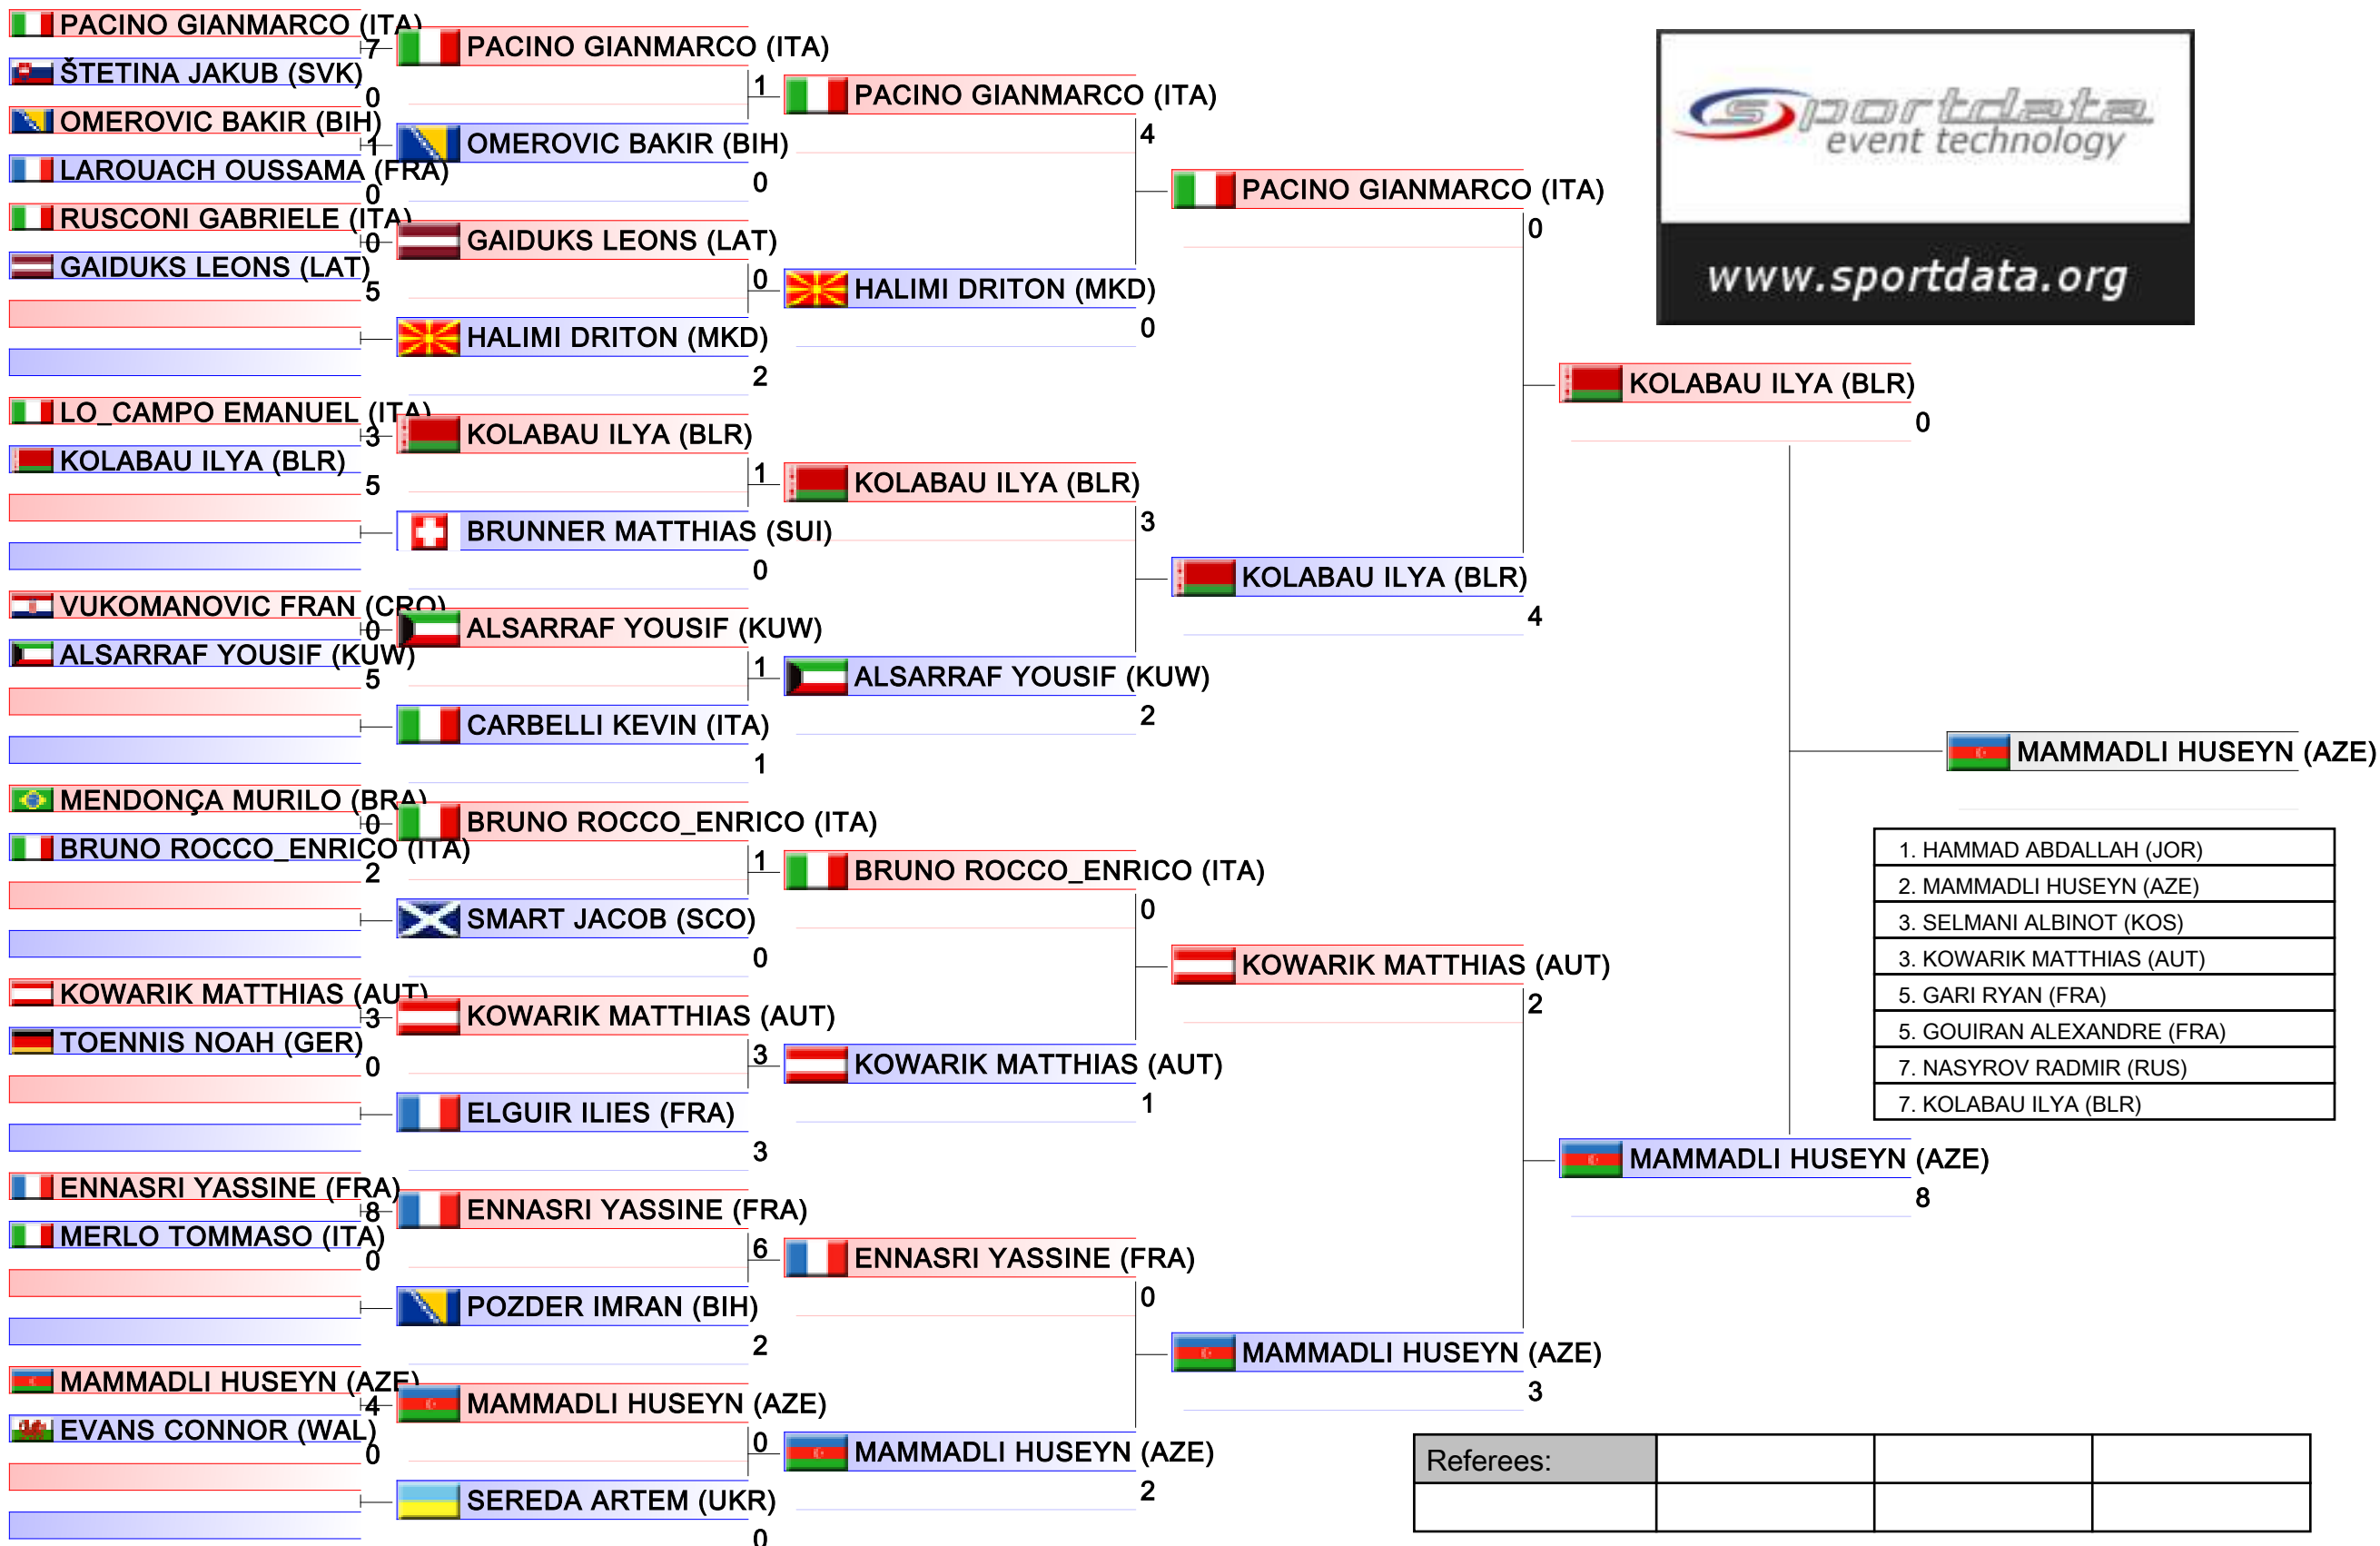 PACINO GIANMARCO (ITA)
7
ŠTETINA JAKUB (SVK)
0
OMEROVIC BAKIR (BIH)
1
LAROUACH OUSSAMA (FRA)
0
RUSCONI GABRIELE (ITA)
0
GAIDUKS LEONS (LAT)
5
LO_CAMPO EMANUEL (ITA)
3
KOLABAU ILYA (BLR)
5
VUKOMANOVIC FRAN (CRO)
0
ALSARRAF YOUSIF (KUW)
5
MENDONÇA MURILO (BRA)
0
BRUNO ROCCO_ENRICO (ITA)
2
KOWARIK MATTHIAS (AUT)
3
TOENNIS NOAH (GER)
0
ENNASRI YASSINE (FRA)
8
MERLO TOMMASO (ITA)
0
MAMMADLI HUSEYN (AZE)
4
EVANS CONNOR (WAL)
0
PACINO GIANMARCO (ITA)
1
OMEROVIC BAKIR (BIH)
0
GAIDUKS LEONS (LAT)
0
HALIMI DRITON (MKD)
2
KOLABAU ILYA (BLR)
1
BRUNNER MATTHIAS (SUI)
0
ALSARRAF YOUSIF (KUW)
1
CARBELLI KEVIN (ITA)
1
BRUNO ROCCO_ENRICO (ITA)
1
SMART JACOB (SCO)
0
KOWARIK MATTHIAS (AUT)
3
ELGUIR ILIES (FRA)
3
ENNASRI YASSINE (FRA)
6
POZDER IMRAN (BIH)
2
MAMMADLI HUSEYN (AZE)
0
SEREDA ARTEM (UKR)
0
PACINO GIANMARCO (ITA)
4
HALIMI DRITON (MKD)
0
KOLABAU ILYA (BLR)
3
ALSARRAF YOUSIF (KUW)
2
BRUNO ROCCO_ENRICO (ITA)
0
KOWARIK MATTHIAS (AUT)
1
ENNASRI YASSINE (FRA)
0
MAMMADLI HUSEYN (AZE)
2
PACINO GIANMARCO (ITA)
0
KOLABAU ILYA (BLR)
4
KOWARIK MATTHIAS (AUT)
2
MAMMADLI HUSEYN (AZE)
3
KOLABAU ILYA (BLR)
0
MAMMADLI HUSEYN (AZE)
8
MAMMADLI HUSEYN (AZE)
sportdata
event technology
www.sportdata.org
1. HAMMAD ABDALLAH (JOR)
2. MAMMADLI HUSEYN (AZE)
3. SELMANI ALBINOT (KOS)
3. KOWARIK MATTHIAS (AUT)
5. GARI RYAN (FRA)
5. GOUIRAN ALEXANDRE (FRA)
7. NASYROV RADMIR (RUS)
7. KOLABAU ILYA (BLR)
Referees: